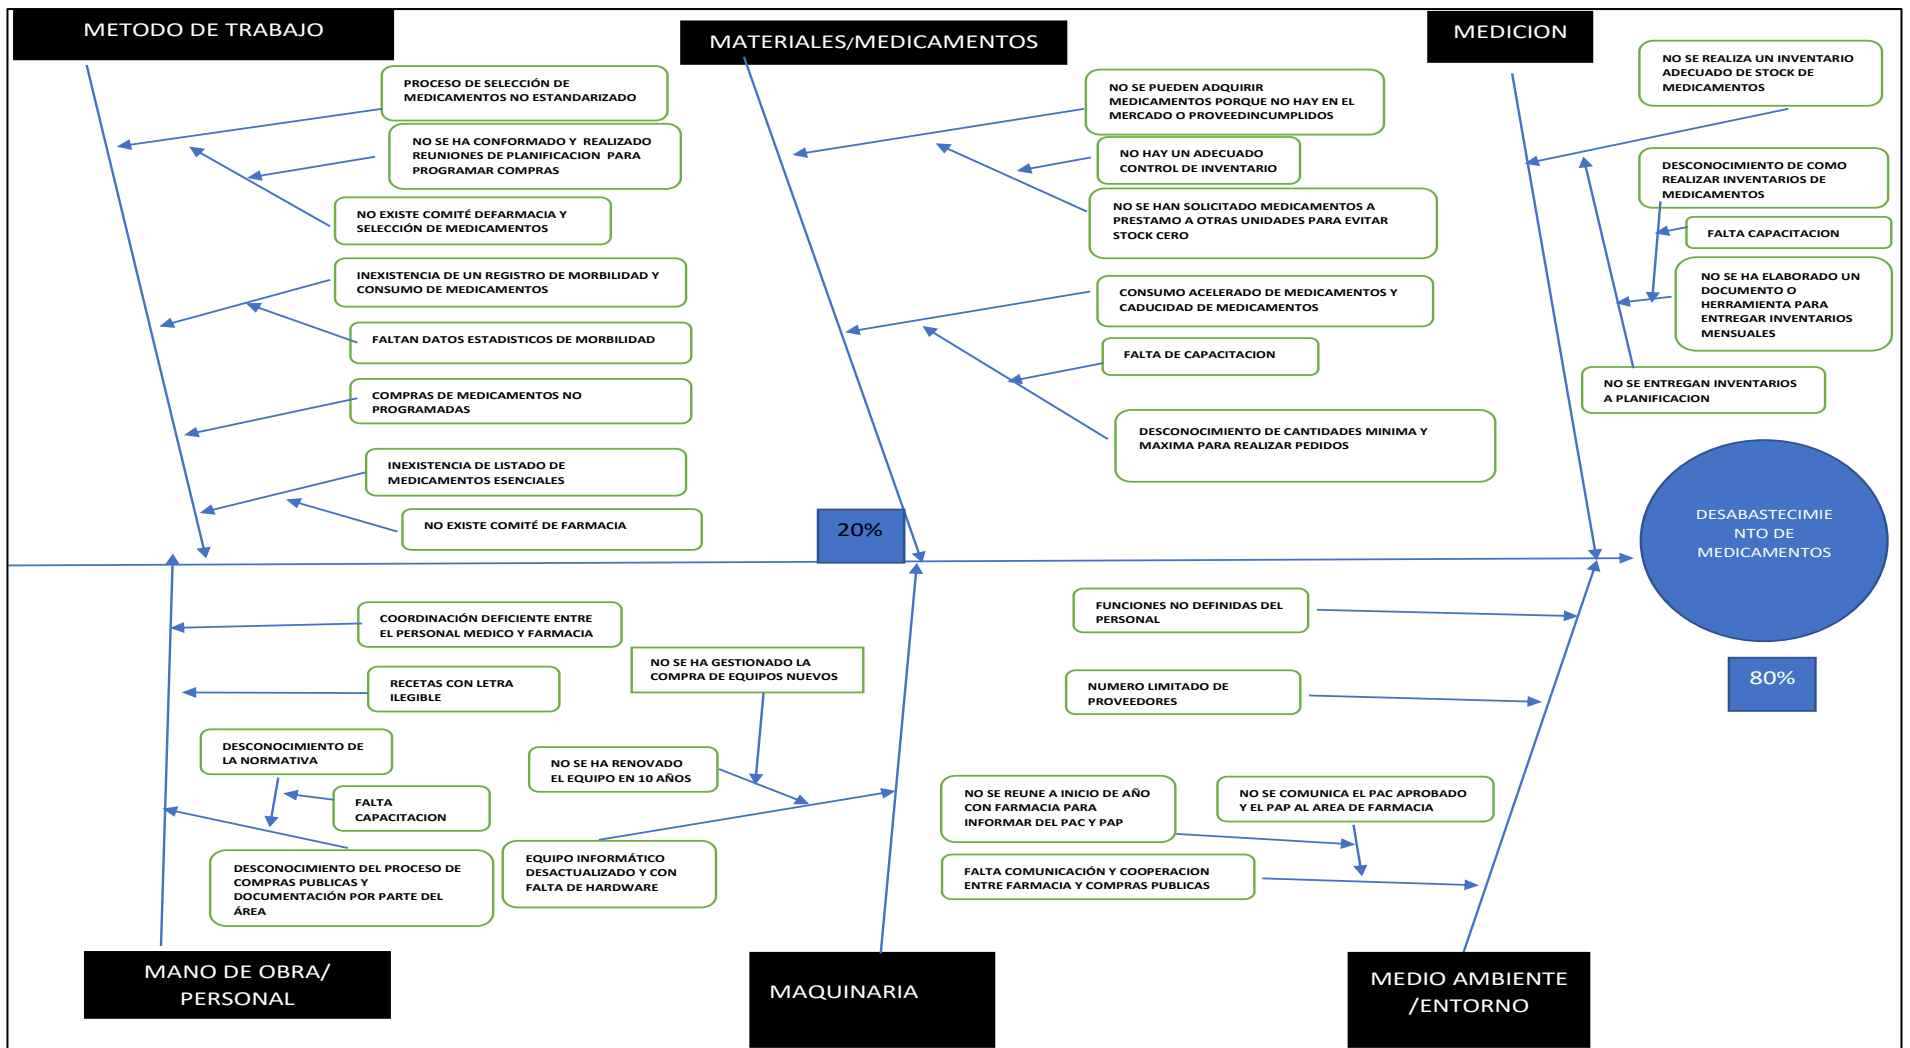 METODO DE TRABAJO
PROCESO DE SELECCIÓN DE
MEDICAMENTOS NO ESTANDARIZADO
NO SE HA CONFORMADO Y REALIZADO
REUNIONES DE PLANIFICACION PARA
PROGRAMAR COMPRAS
NO EXISTE COMITÉ DEFARMACIA Y
SELECCIÓN DE MEDICAMENTOS
INEXISTENCIA DE UN REGISTRO DE MORBILIDAD Y
CONSUMO DE MEDICAMENTOS
FALTAN DATOS ESTADISTICOS DE MORBILIDAD
COMPRAS DE MEDICAMENTOS NO
PROGRAMADAS
INEXISTENCIA DE LISTADO DE
MEDICAMENTOS ESENCIALES
NO EXISTE COMITÉ DE FARMACIA
MATERIALES/MEDICAMENTOS
NO SE PUEDEN ADQUIRIR
MEDICAMENTOS PORQUE NO HAY EN EL
MERCADO O PROVEEDINCUMPLIDOS
NO HAY UN ADECUADO
CONTROL DE INVENTARIO
NO SE HAN SOLICITADO MEDICAMENTOS A
PRESTAMO A OTRAS UNIDADES PARA EVITAR
STOCK CERO
CONSUMO ACELERADO DE MEDICAMENTOS Y
CADUCIDAD DE MEDICAMENTOS
FALTA DE CAPACITACION
DESCONOCIMIENTO DE CANTIDADES MINIMA Y
MAXIMA PARA REALIZAR PEDIDOS
20%
MEDICION
NO SE REALIZA UN INVENTARIO
ADECUADO DE STOCK DE
MEDICAMENTOS
DESCONOCIMIENTO DE COMO
REALIZAR INVENTARIOS DE
MEDICAMENTOS
FALTA CAPACITACION
NO SE HA ELABORADO UN
DOCUMENTO O
HERRAMIENTA PARA
ENTREGAR INVENTARIOS
MENSUALES
NO SE ENTREGAN INVENTARIOS
A PLANIFICACION
DESABASTECIMIE
NTO DE
MEDICAMENTOS
80%
COORDINACIÓN DEFICIENTE ENTRE
EL PERSONAL MEDICO Y FARMACIA
RECETAS CON LETRA
ILEGIBLE
DESCONOCIMIENTO DE
LA NORMATIVA
FALTA
CAPACITACION
DESCONOCIMIENTO DEL PROCESO DE
COMPRAS PUBLICAS Y
DOCUMENTACIÓN POR PARTE DEL
ÁREA
MANO DE OBRA/
PERSONAL
NO SE HA GESTIONADO LA
COMPRA DE EQUIPOS NUEVOS
NO SE HA RENOVADO
EL EQUIPO EN 10 AÑOS
EQUIPO INFORMÁTICO
DESACTUALIZADO Y CON
FALTA DE HARDWARE
MAQUINARIA
FUNCIONES NO DEFINIDAS DEL
PERSONAL
NUMERO LIMITADO DE
PROVEEDORES
NO SE REUNE A INICIO DE AÑO
CON FARMACIA PARA
INFORMAR DEL PAC Y PAP
NO SE COMUNICA EL PAC APROBADO
Y EL PAP AL AREA DE FARMACIA
FALTA COMUNICACIÓN Y COOPERACION
ENTRE FARMACIA Y COMPRAS PUBLICAS
MEDIO AMBIENTE
/ENTORNO